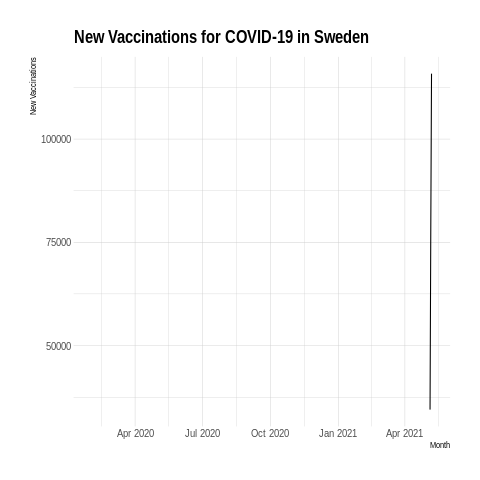 New Vaccinations for COVID-19 in Sweden
New Vaccinations
100000
75000
50000
Apr 2020 Jul 2020 Oct 2020 Jan 2021 Apr 2021
Month